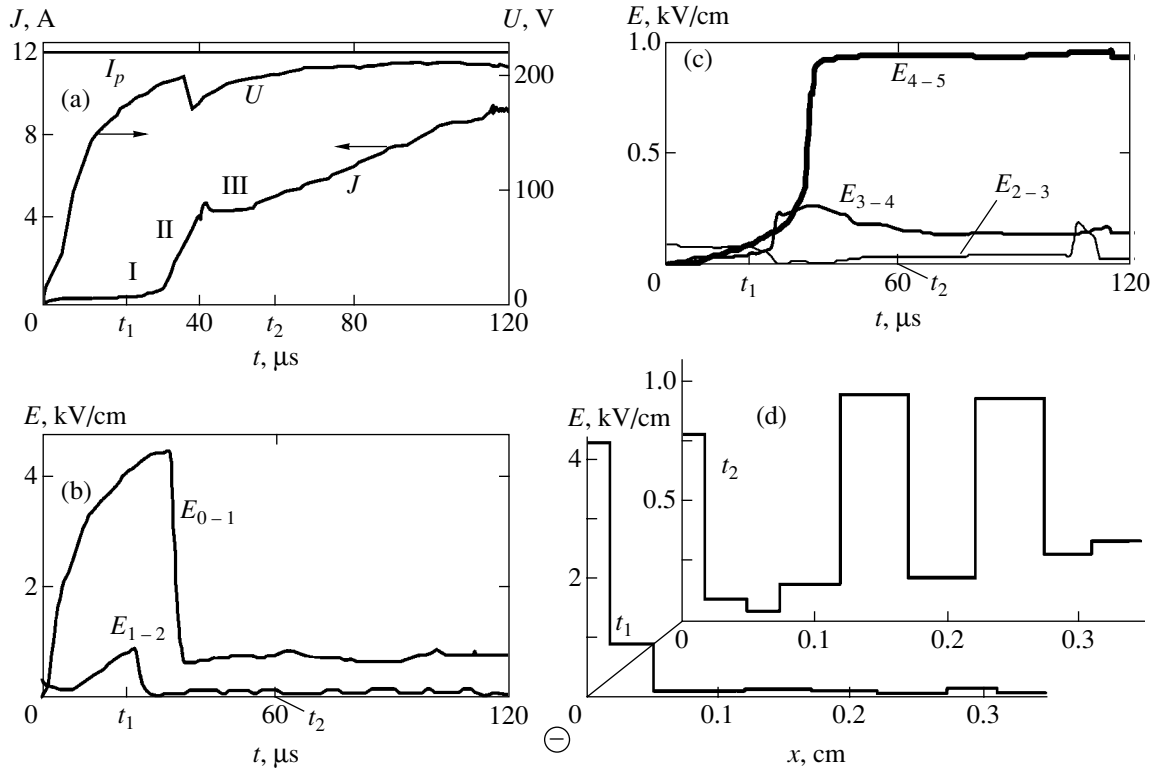 J, A
U, V
12
I_p
200
(a)
U
8
III
J
100
4
II
I
0
0
t_1
40
t_2
80
120
t, μs
E, kV/cm
1.0
(c)
E_{4–5}
0.5
E_{3–4}
E_{2–3}
0
t_1
60
t_2
120
t, μs
E, kV/cm
4
(b)
E_{0–1}
2
E_{1–2}
0
t_1
60
t_2
120
t, μs
1.0
E, kV/cm
(d)
4
t_2
0.5
2
t_1
0
0.1
0.2
0.3
0
0.1
0.2
0.3
−
x, cm